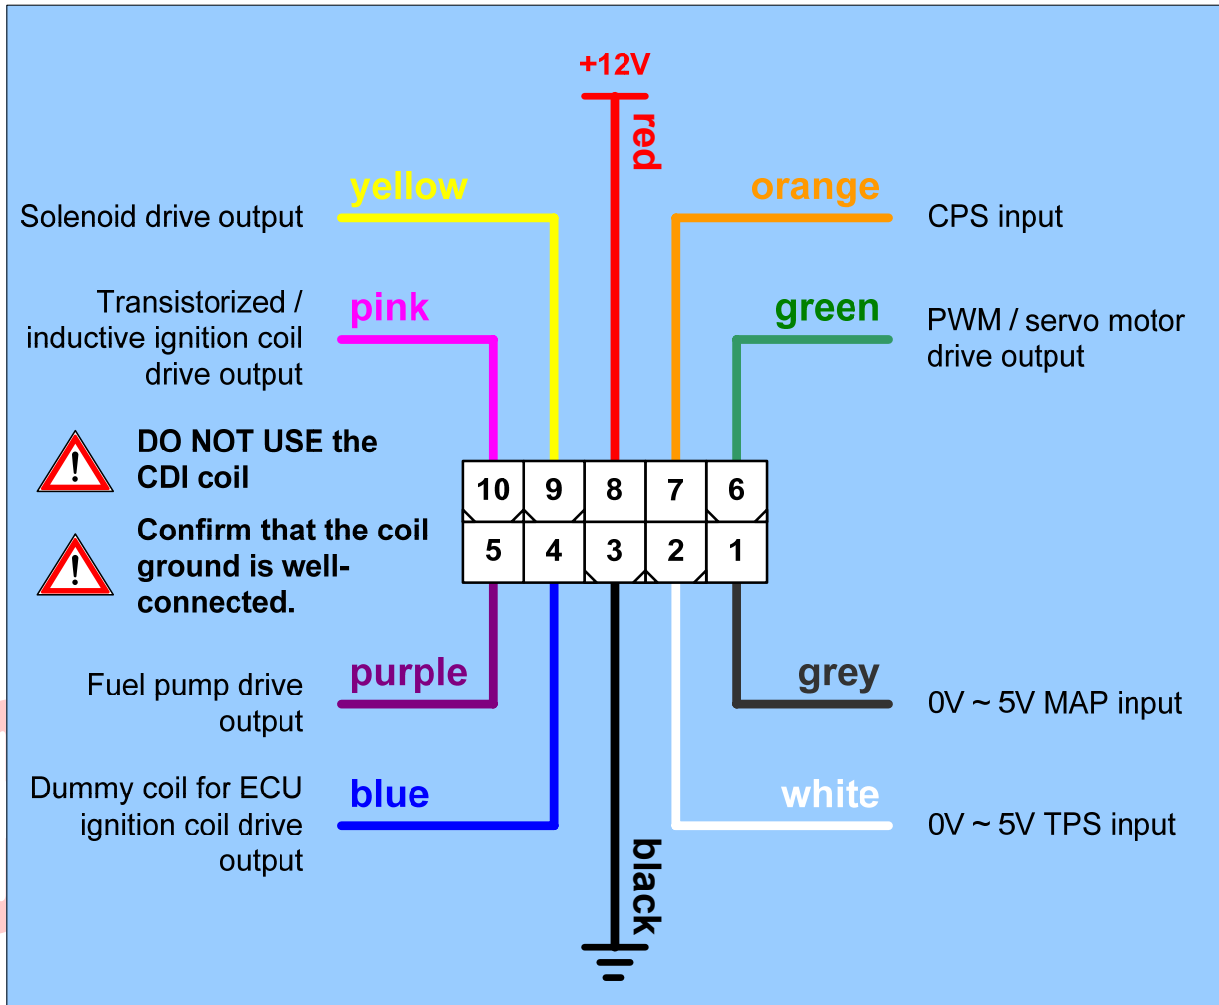 +12V
red
yellow
orange
Solenoid drive output
CPS input
Transistorized /
inductive ignition coil
drive output
pink
green
PWM / servo motor
drive output
DO NOT USE the
CDI coil
Confirm that the coil
ground is well-
connected.
10 9 8 7 6
5 4 3 2 1
Fuel pump drive
output
purple
grey
0V ~ 5V MAP input
Dummy coil for ECU
ignition coil drive
output
blue
white
0V ~ 5V TPS input
black